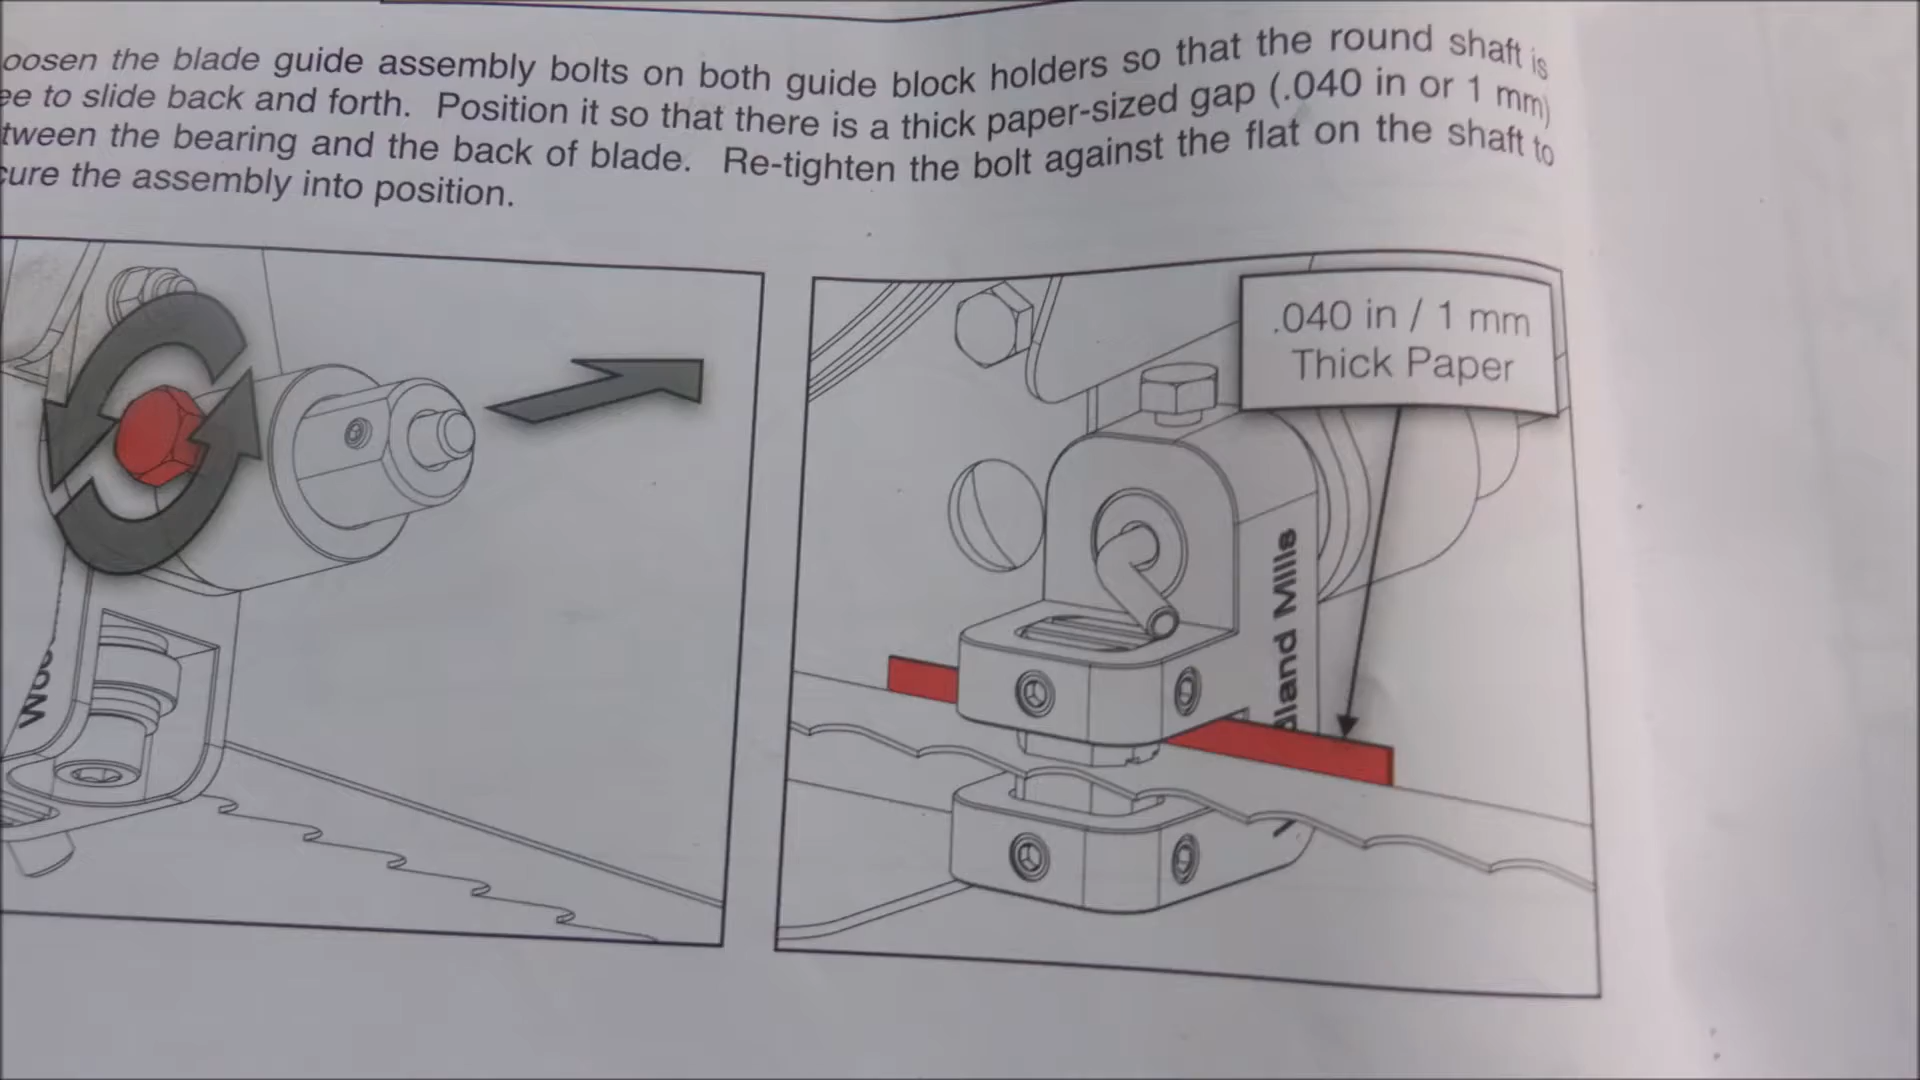 oosen the blade guide assembly bolts on both guide block holders so that the round shaft is
ee to slide back and forth. Position it so that there is a thick paper-sized gap (.040 in or 1 mm)
tween the bearing and the back of blade. Re-tighten the bolt against the flat on the shaft to
cure the assembly into position.
.040 in / 1 mm
Thick Paper
dland Mills
Woo